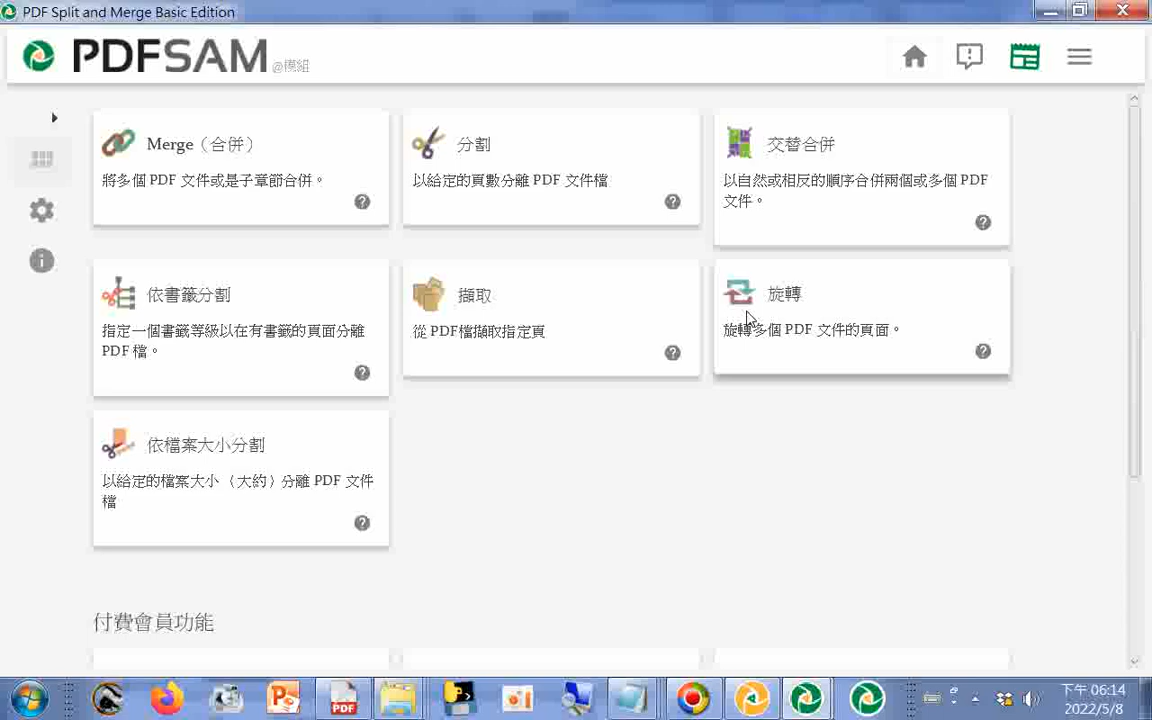 PDF Split and Merge Basic Edition
PDFSAM @模組
Merge（合併）
將多個 PDF 文件或是子章節合併。
分割
以給定的頁數分離 PDF 文件檔
交替合併
以自然或相反的順序合併兩個或多個 PDF
文件。
依書籤分割
指定一個書籤等級以在有書籤的頁面分離
PDF 檔。
擷取
從 PDF檔擷取指定頁
旋轉
旋轉多個 PDF 文件的頁面。
依檔案大小分割
以給定的檔案大小（大約）分離 PDF 文件
檔
付費會員功能
下午 06:14
2022/5/8